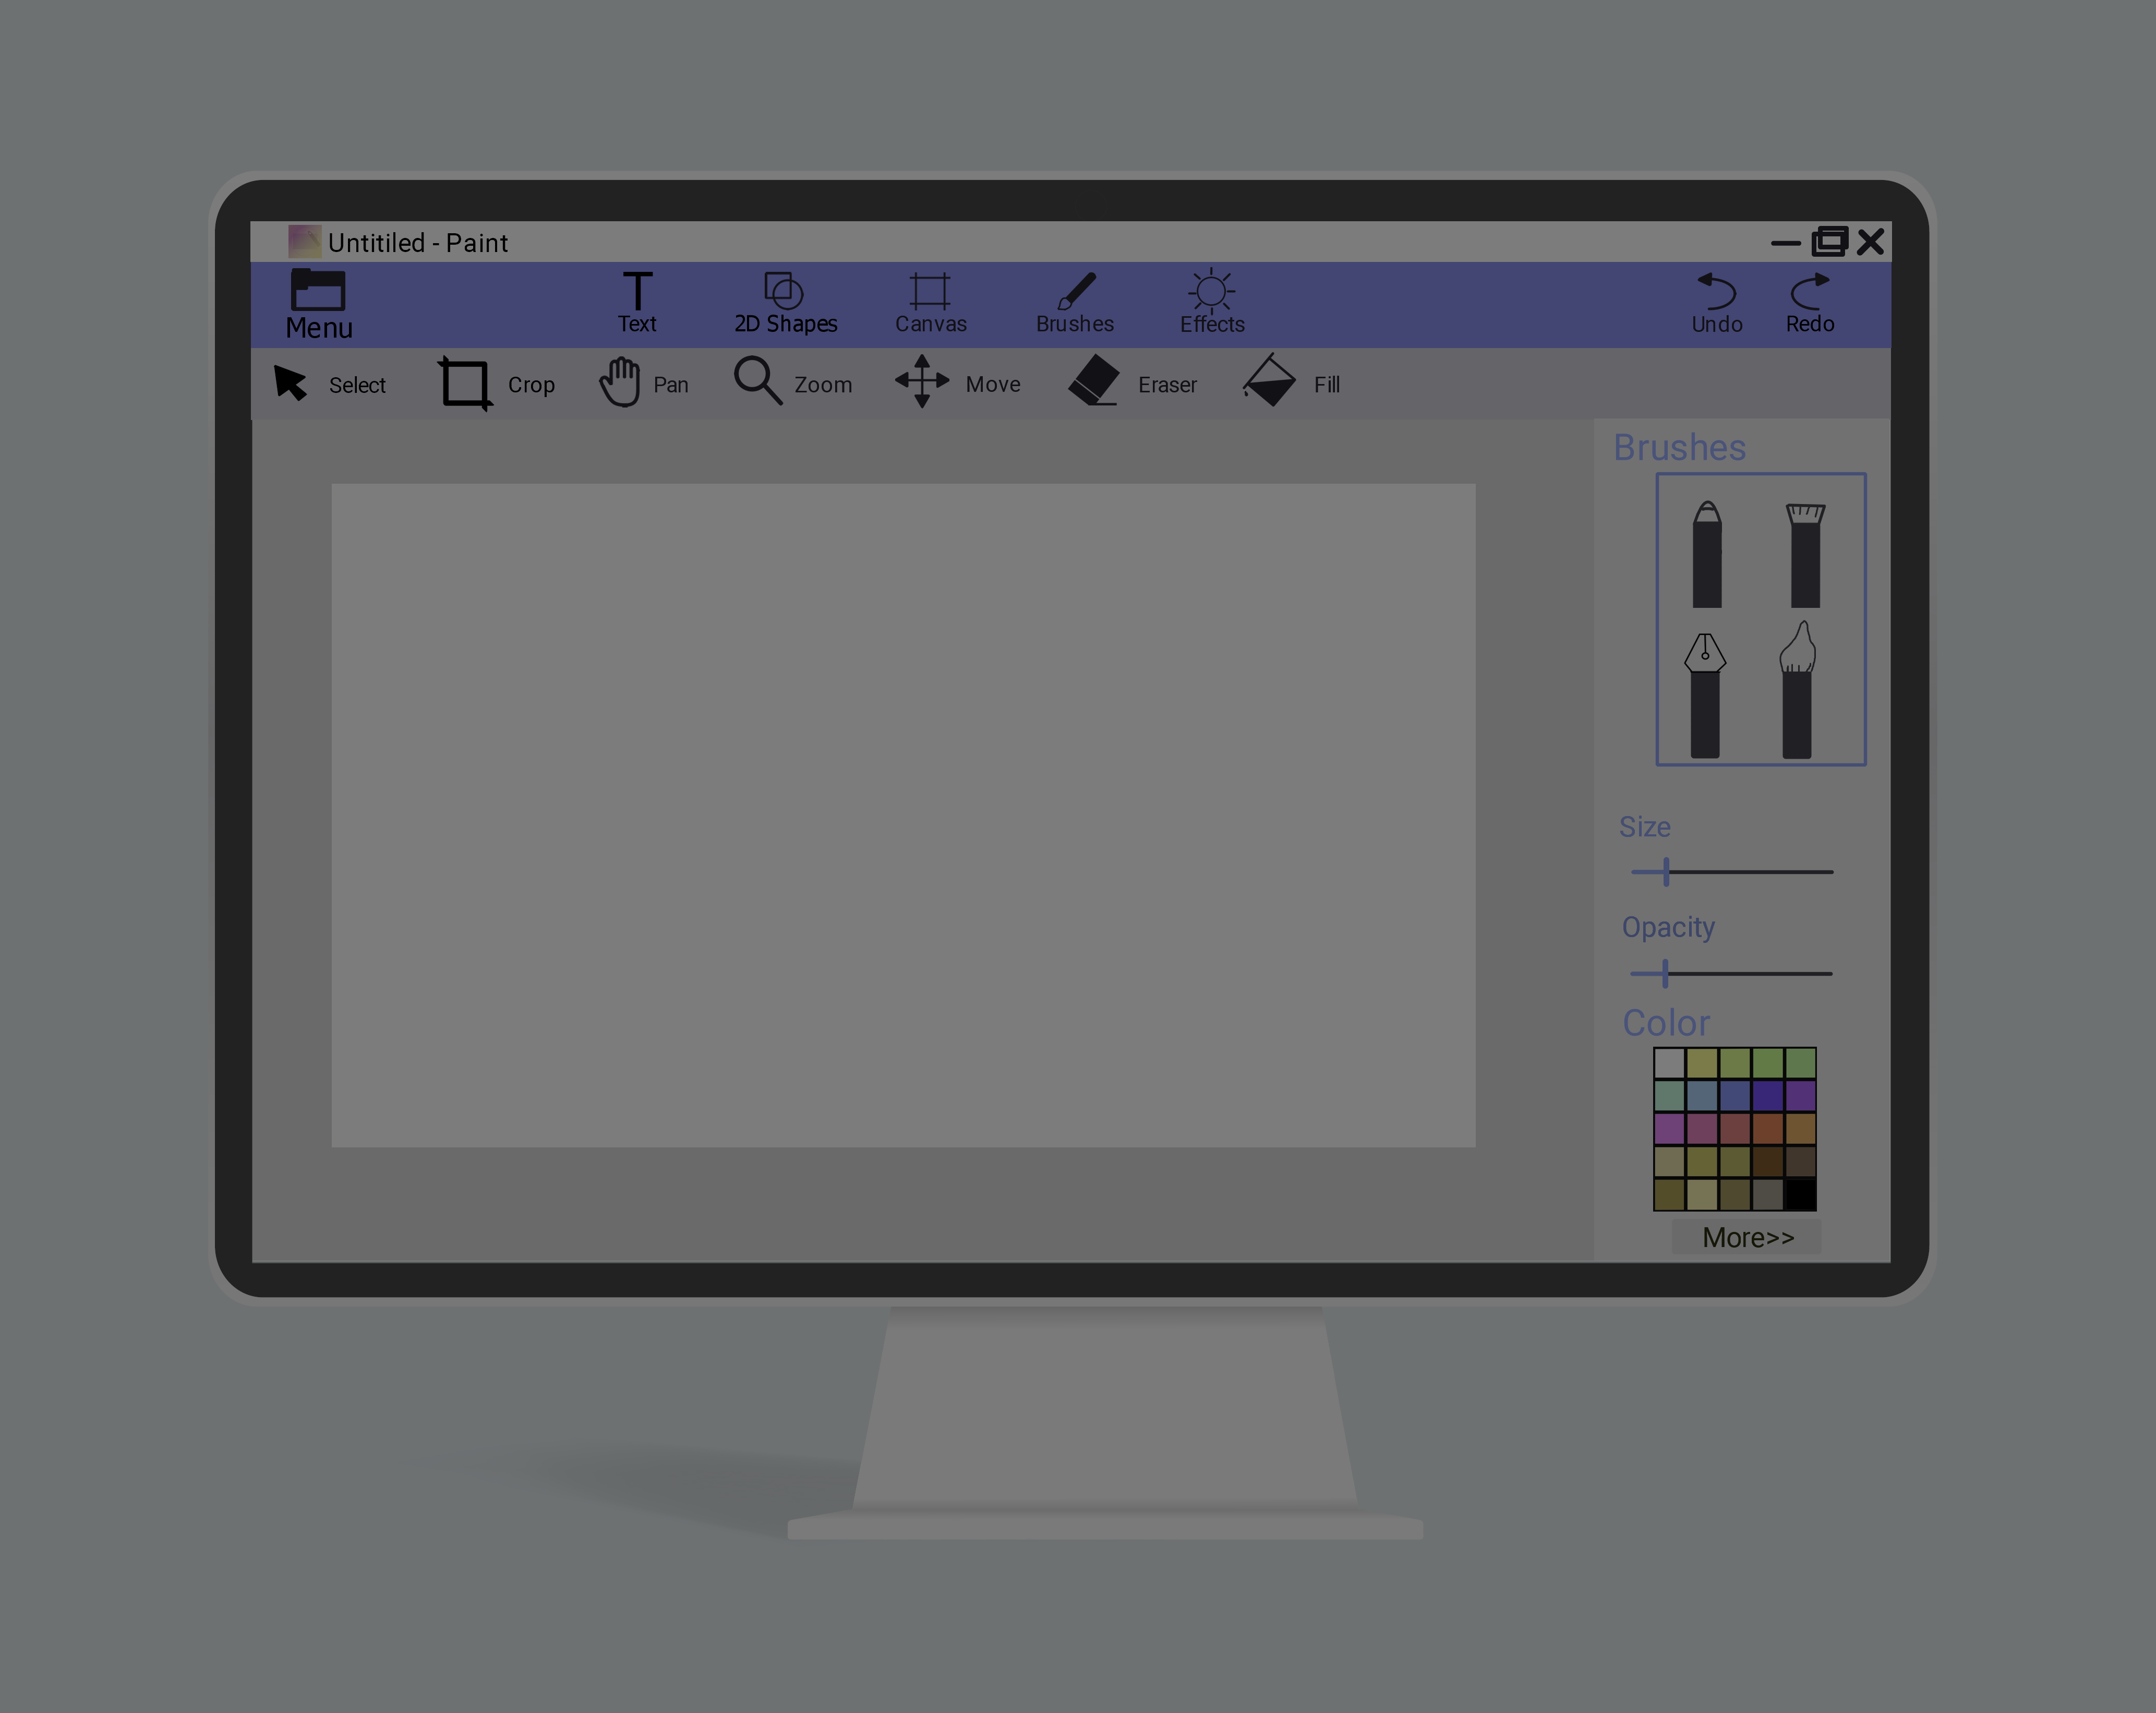 Untitiled - Paint
Menu
Text
2D Shapes
Canvas
Brushes
Effects
Undo
Redo
Select
Crop
Pan
Zoom
Move
Eraser
Fill
Brushes
Size
Opacity
Color
More>>